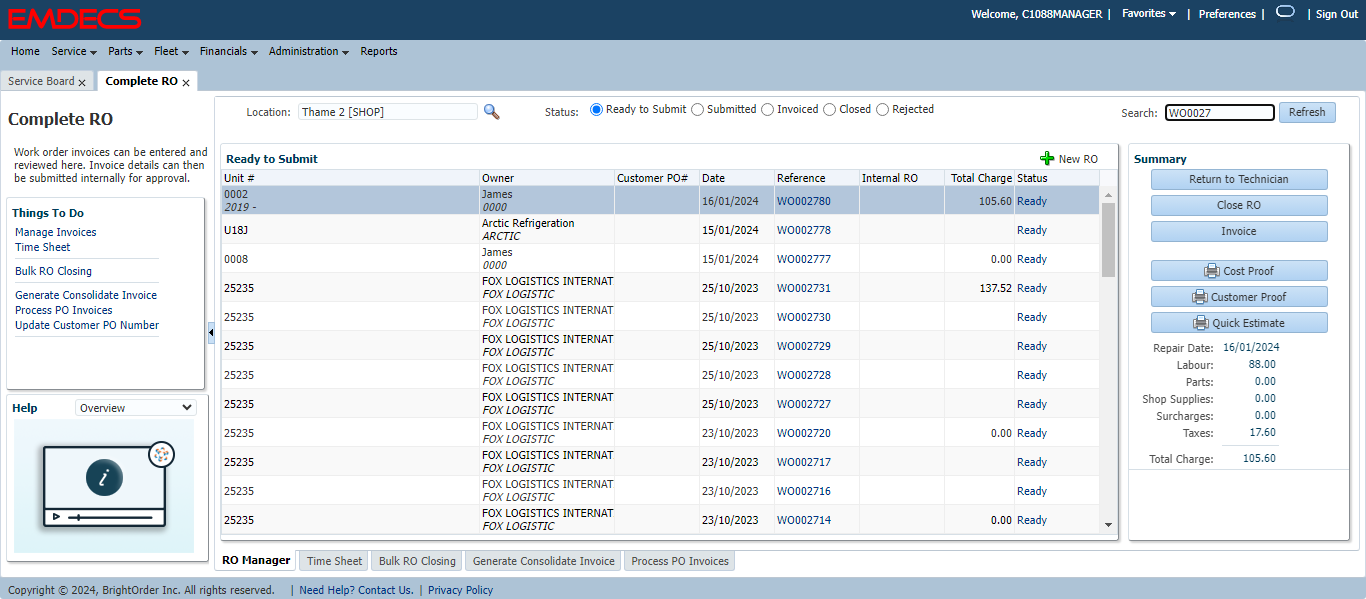 EMDECS
Welcome, C1088MANAGER | Favorites | Preferences | | Sign Out
Home Service Parts Fleet Financials Administration Reports
Service Board x Complete RO x
Complete RO
Work order invoices can be entered and
reviewed here. Invoice details can then
be submitted internally for approval.
Things To Do
Manage Invoices
Time Sheet
Bulk RO Closing
Generate Consolidate Invoice
Process PO Invoices
Update Customer PO Number
Help Overview
i
Location: Thame 2 [SHOP] Status: Ready to Submit Submitted Invoiced Closed Rejected Search: WO0027 Refresh
Ready to Submit New RO
Unit # Owner Customer PO# Date Reference Internal RO Total Charge Status
0002 James 16/01/2024 WO002780 105.60 Ready
2019 - 0000
U18J Arctic Refrigeration 15/01/2024 WO002778 Ready
ARCTIC
0008 James 15/01/2024 WO002777 0.00 Ready
0000
25235 FOX LOGISTICS INTERNAT 25/10/2023 WO002731 137.52 Ready
FOX LOGISTIC
25235 FOX LOGISTICS INTERNAT 25/10/2023 WO002730 Ready
FOX LOGISTIC
25235 FOX LOGISTICS INTERNAT 25/10/2023 WO002729 Ready
FOX LOGISTIC
25235 FOX LOGISTICS INTERNAT 25/10/2023 WO002728 Ready
FOX LOGISTIC
25235 FOX LOGISTICS INTERNAT 25/10/2023 WO002727 Ready
FOX LOGISTIC
25235 FOX LOGISTICS INTERNAT 23/10/2023 WO002720 0.00 Ready
FOX LOGISTIC
25235 FOX LOGISTICS INTERNAT 23/10/2023 WO002717 Ready
FOX LOGISTIC
25235 FOX LOGISTICS INTERNAT 23/10/2023 WO002716 Ready
FOX LOGISTIC
25235 FOX LOGISTICS INTERNAT 23/10/2023 WO002714 0.00 Ready
FOX LOGISTIC
Summary
Return to Technician
Close RO
Invoice
Cost Proof
Customer Proof
Quick Estimate
Repair Date: 16/01/2024
Labour: 88.00
Parts: 0.00
Shop Supplies: 0.00
Surcharges: 0.00
Taxes: 17.60
Total Charge: 105.60
RO Manager Time Sheet Bulk RO Closing Generate Consolidate Invoice Process PO Invoices
Copyright © 2024, BrightOrder Inc. All rights reserved. | Need Help? Contact Us. | Privacy Policy